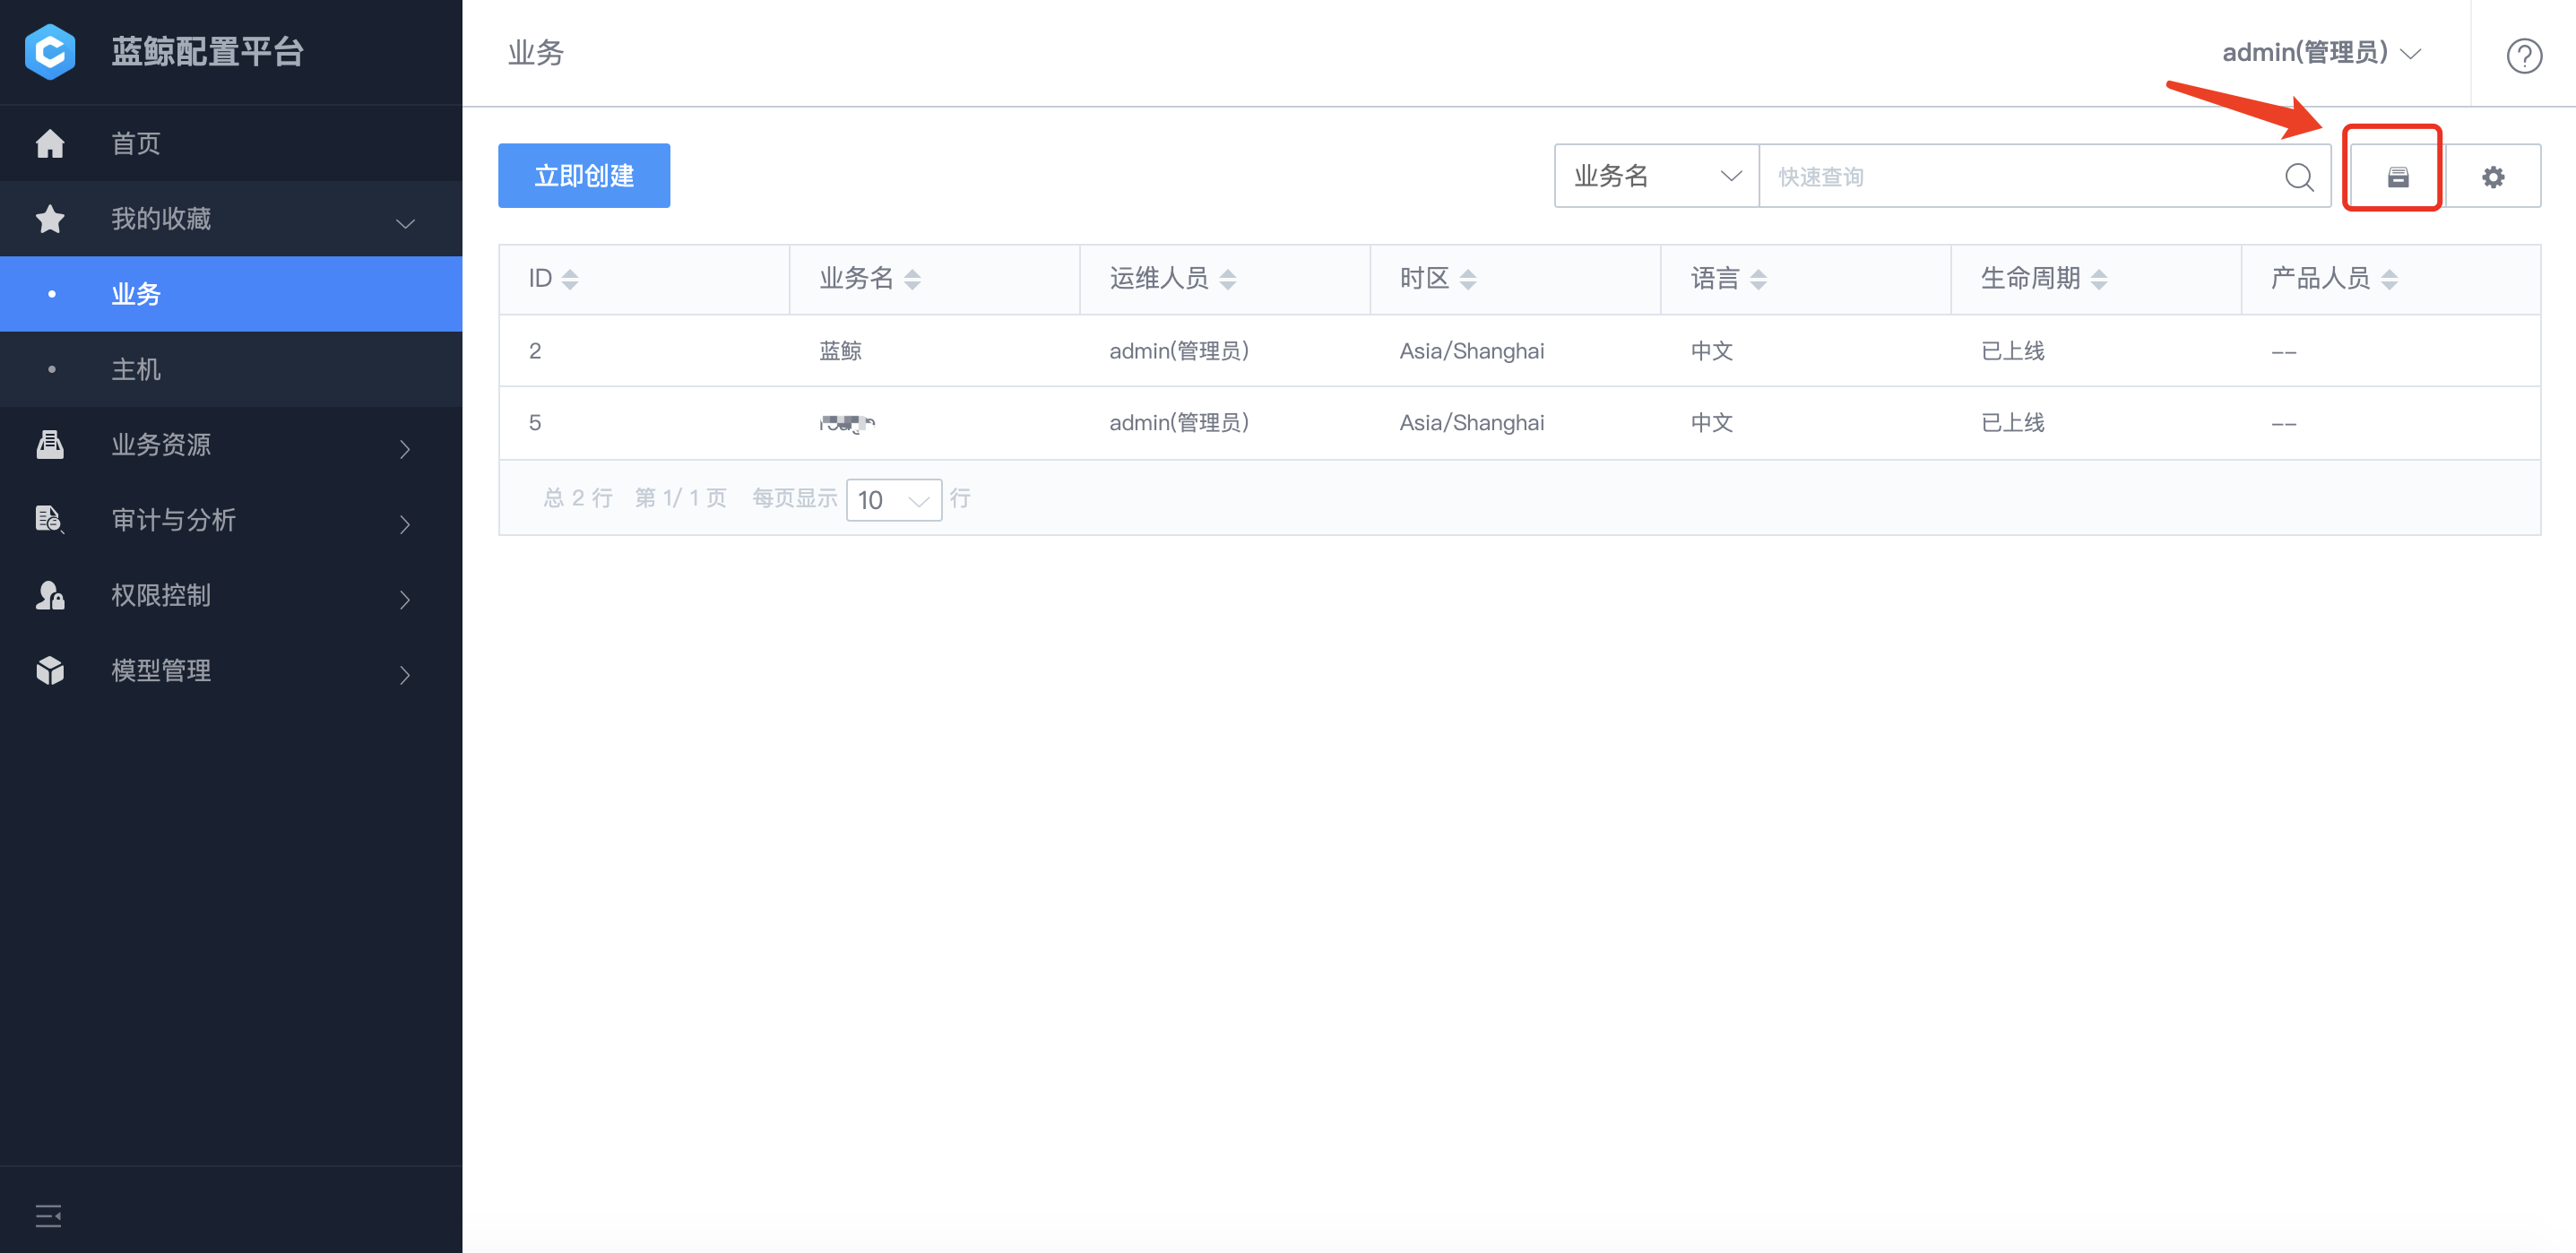 蓝鲸配置平台
首页
我的收藏
业务
主机
业务资源
审计与分析
权限控制
模型管理
业务
admin(管理员)
立即创建
业务名
快速查询
ID 业务名 运维人员 时区 语言 生命周期 产品人员
2 蓝鲸 admin(管理员) Asia/Shanghai 中文 已上线 --
5 admin(管理员) Asia/Shanghai 中文 已上线 --
总 2 行 第 1/ 1 页 每页显示 10 行